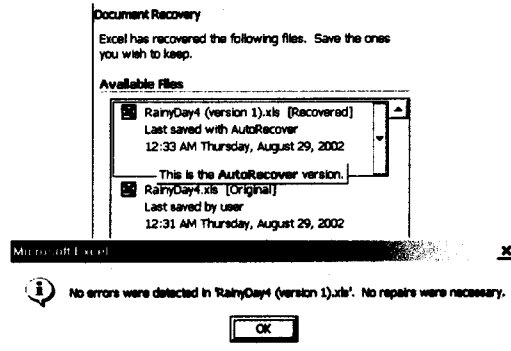 Document Recovery
Excel has recovered the following files. Save the ones
you wish to keep.
Available Files
RainyDay4 (version 1).xls [Recovered]
Last saved with AutoRecover
12:33 AM Thursday, August 29, 2002
This is the AutoRecover version.
RainyDay4.xls [Original]
Last saved by user
12:31 AM Thursday, August 29, 2002
Microsoft Excel
No errors were detected in 'RainyDay4 (version 1).xls'. No repairs were necessary.
OK